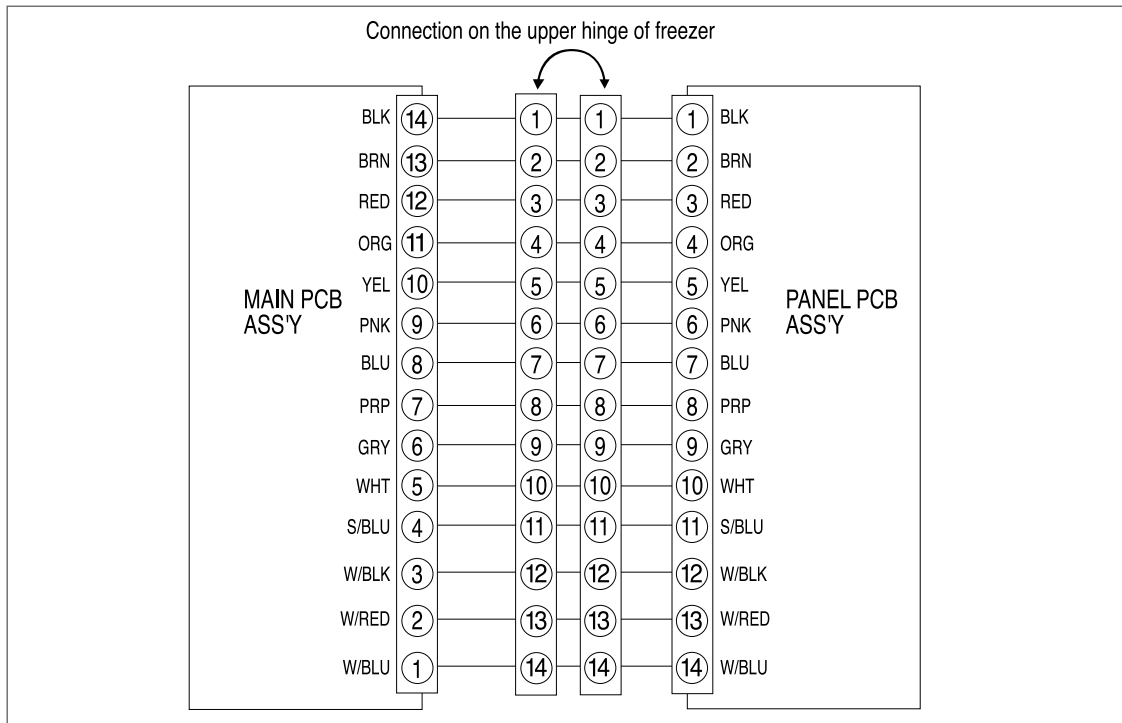 Connection on the upper hinge of freezer
BLK 14 1 1 1 BLK
BRN 13 2 2 2 BRN
RED 12 3 3 3 RED
ORG 11 4 4 4 ORG
YEL 10 5 5 5 YEL
MAIN PCB ASS'Y
PANEL PCB ASS'Y
PNK 9 6 6 6 PNK
BLU 8 7 7 7 BLU
PRP 7 8 8 8 PRP
GRY 6 9 9 9 GRY
WHT 5 10 10 10 WHT
S/BLU 4 11 11 11 S/BLU
W/BLK 3 12 12 12 W/BLK
W/RED 2 13 13 13 W/RED
W/BLU 1 14 14 14 W/BLU